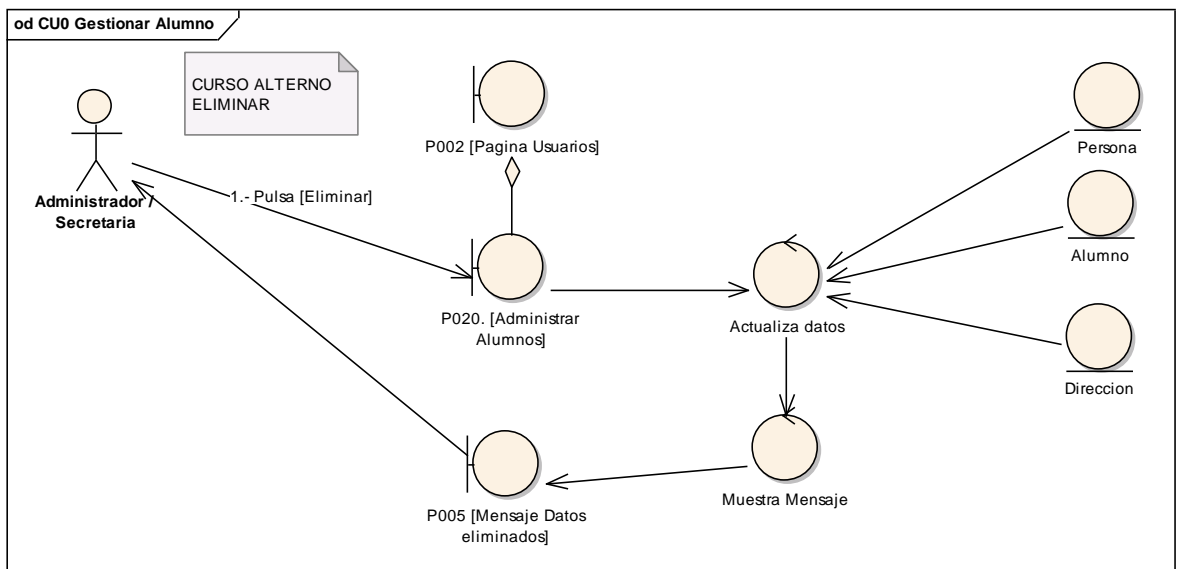 od CU0 Gestionar Alumno
CURSO ALTERNO
ELIMINAR
P002 [Pagina Usuarios]
Persona
1.- Pulsa [Eliminar]
Administrador /
Secretaria
Alumno
P020. [Administrar
Alumnos]
Actualiza datos
Direccion
Muestra Mensaje
P005 [Mensaje Datos
eliminados]